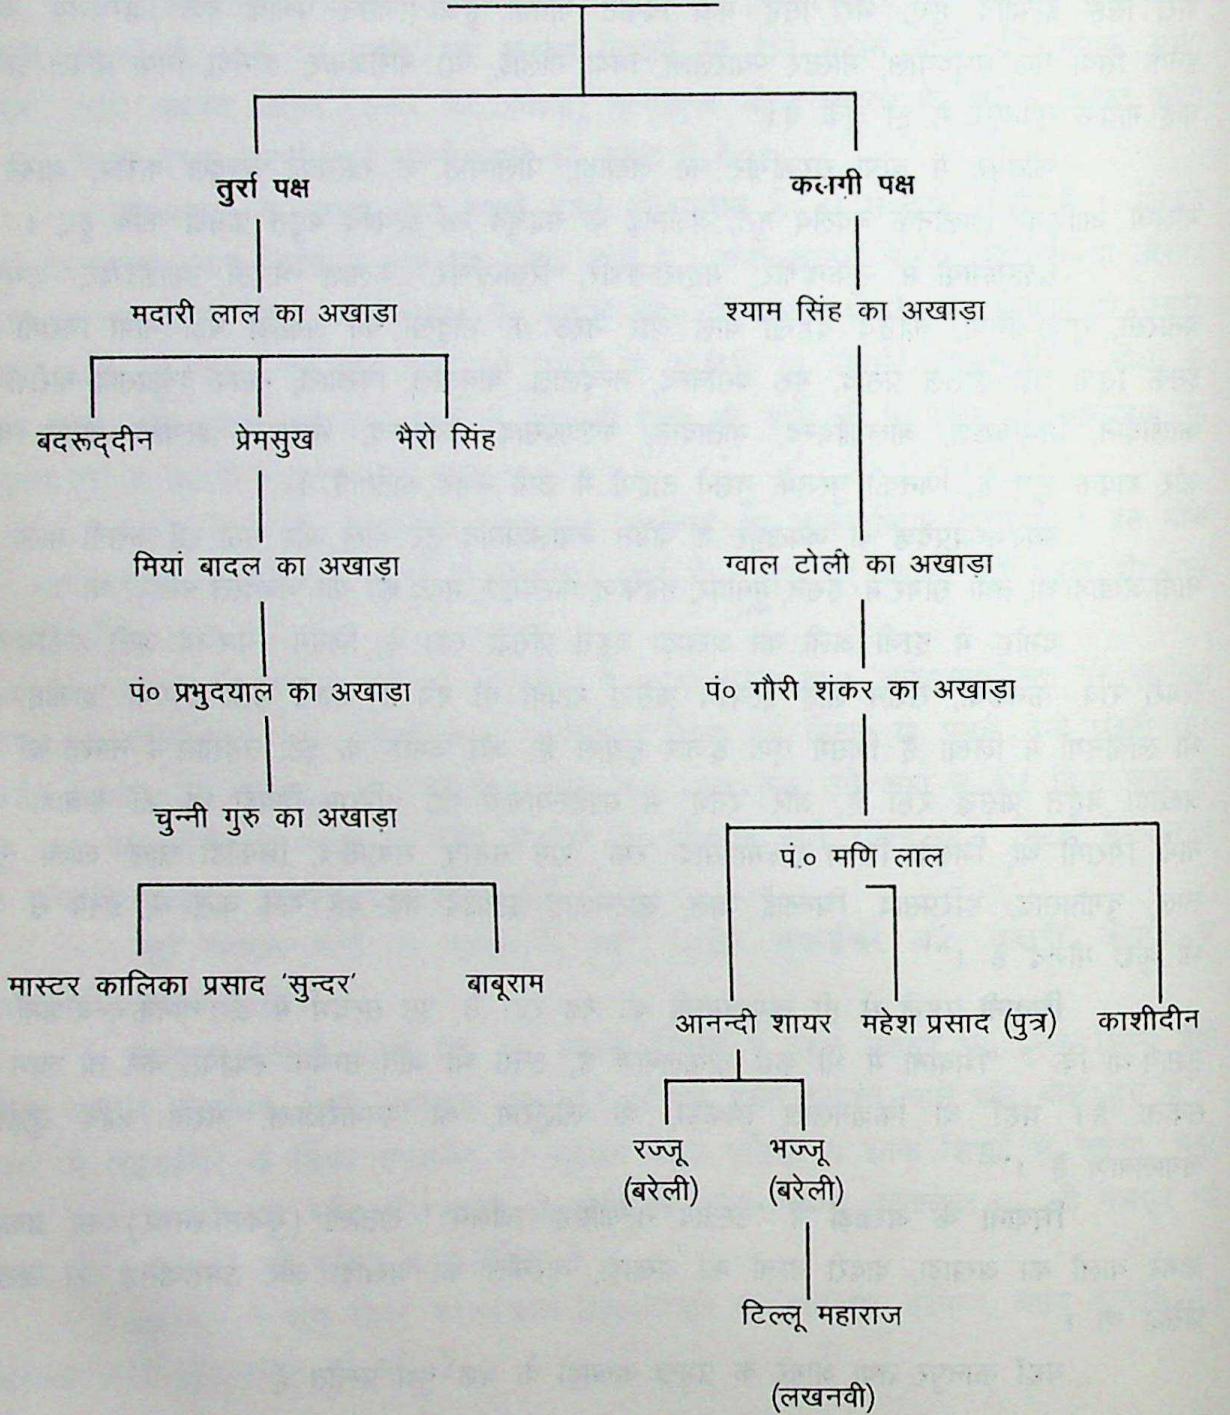 तुर्रा पक्ष
कलगी पक्ष
मदारी लाल का अखाडा
श्याम सिंह का अखाडा
बदरूद्दीन
प्रेमसुख
भैरो सिंह
मियां बादल का अखाड़ा
ग्वाल टोली का अखाड़ा
पं० प्रभुदयाल का अखाडा
पं० गौरी शंकर का अखाडा
चुन्नी गुरु का अखाड़ा
पं.० मणि लाल
मास्टर कालिका प्रसाद ‘सुन्दर’
बाबूराम
आनन्दी शायर
महेश प्रसाद (पुत्र)
काशीदीन
रज्जू
भज्जू
(बरेली)
(बरेली)
टिल्लू महाराज
(लखनवी)